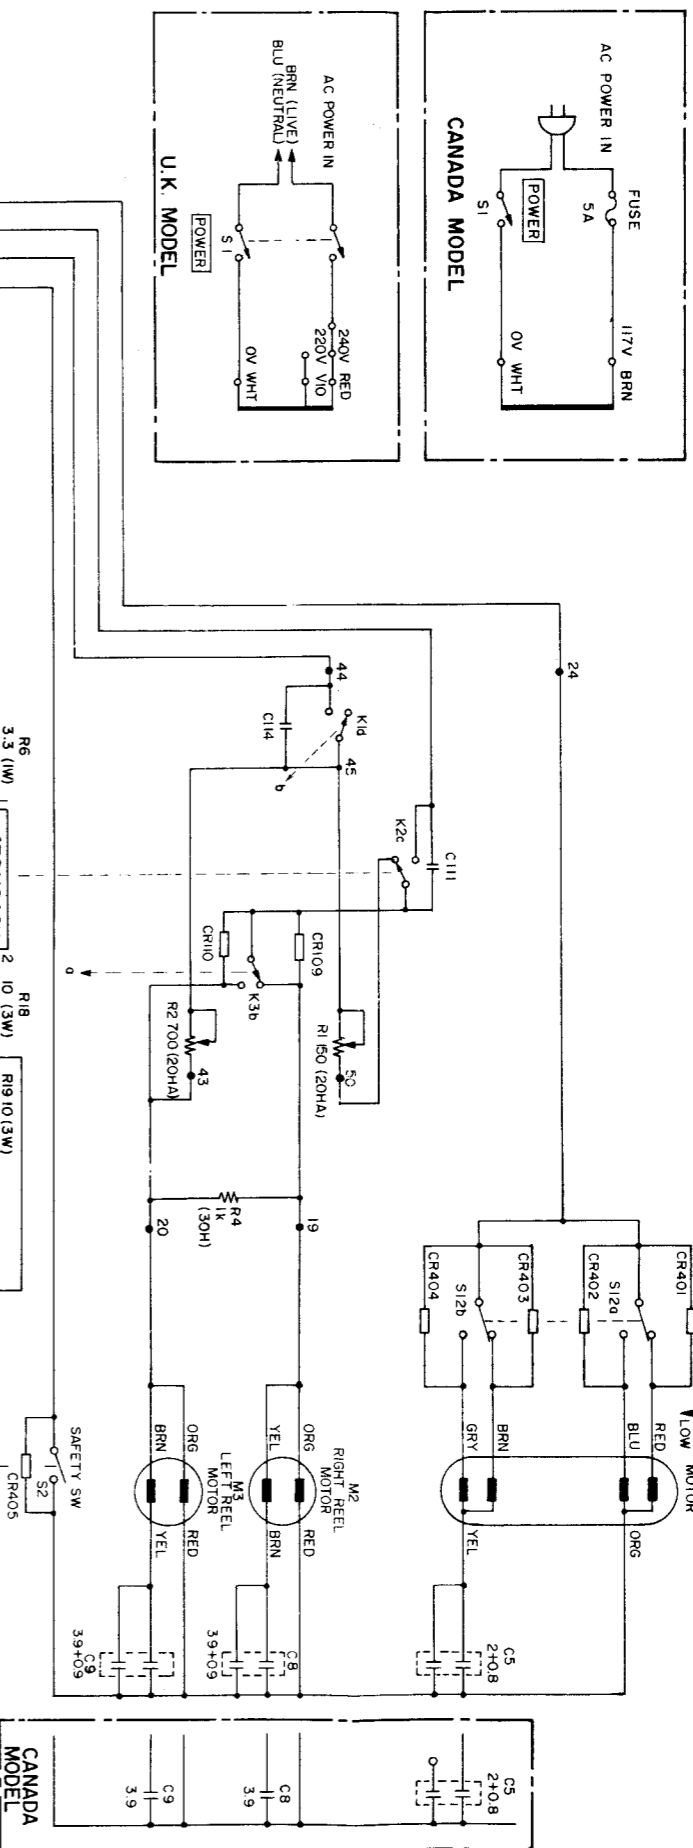 AC POWER IN
FUSE
5A
POWER
S1
117V BRN
0V WHT
CANADA MODEL
AC POWER IN
BRN (LIVE)
BLU (NEUTRAL)
S1
POWER
240V RED
220V VIO
0V WHT
U.K. MODEL
24
44
K1d
C114
45
b
K2c
C111
R6
3.3 (1W)
CR110
CR109
K3b
a
R1 150 (20HA)
50
R2 700 (20HA)
43
2
R18
10 (3W)
R19 10 (3W)
R4
1k
(30H)
19
20
CR401
S12a
CR402
CR403
S12b
CR404
LOW
MOTOR
RED
BLU
BRN
GRY
ORG
YEL
ORG
YEL
M2
RIGHT REEL
MOTOR
RED
BRN
ORG
BRN
M3
LEFT REEL
MOTOR
RED
YEL
SAFETY SW
S2
CR405
C5
2+0.8
C8
3.9+0.9
C9
3.9+0.9
C5
2+0.8
C8
3.9
C9
3.9
CANADA
MODEL